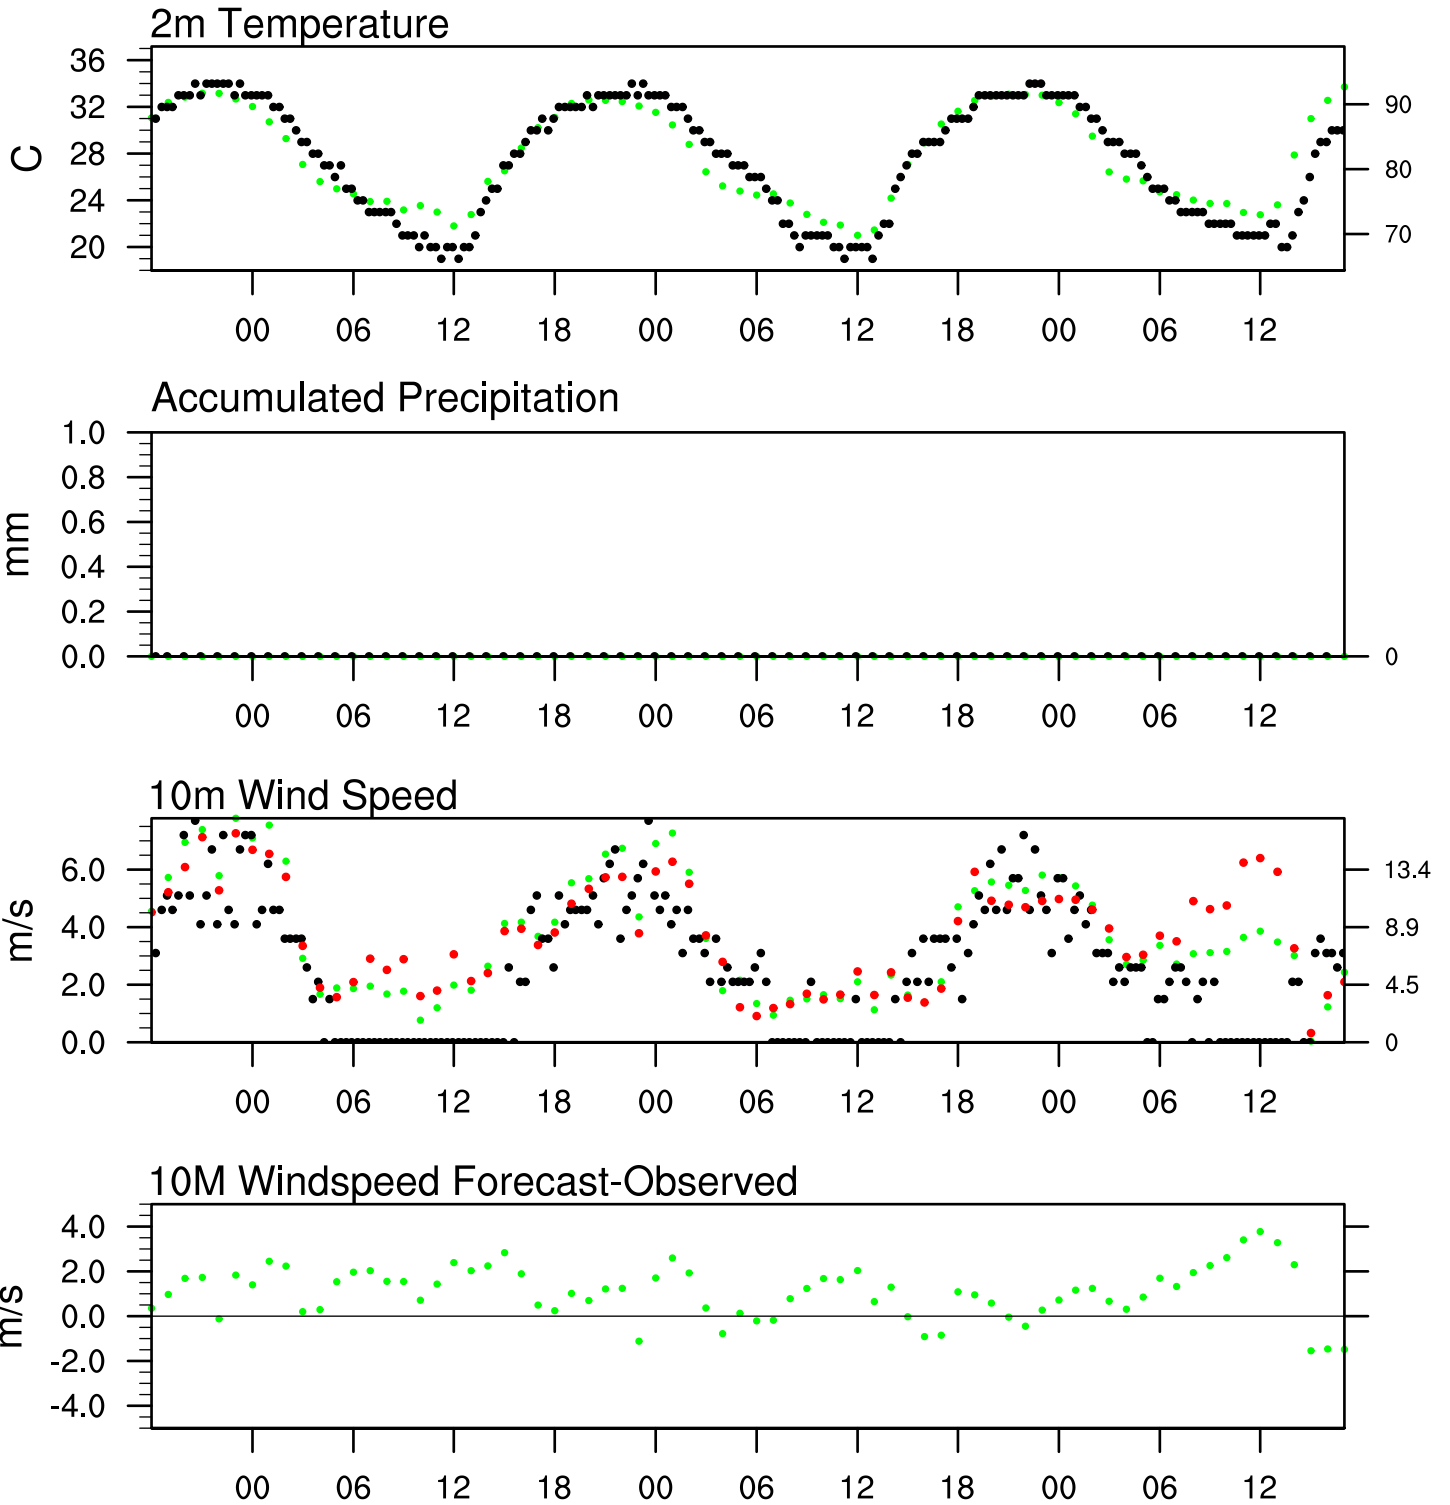 2m Temperature
36
32
28
24
20
C
90
80
70
00 06 12 18 00 06 12 18 00 06 12
Accumulated Precipitation
1.0
0.8
0.6
0.4
0.2
0.0
mm
0
00 06 12 18 00 06 12 18 00 06 12
10m Wind Speed
6.0
4.0
2.0
0.0
m/s
13.4
8.9
4.5
0
00 06 12 18 00 06 12 18 00 06 12
10M Windspeed Forecast-Observed
4.0
2.0
0.0
-2.0
-4.0
m/s
00 06 12 18 00 06 12 18 00 06 12